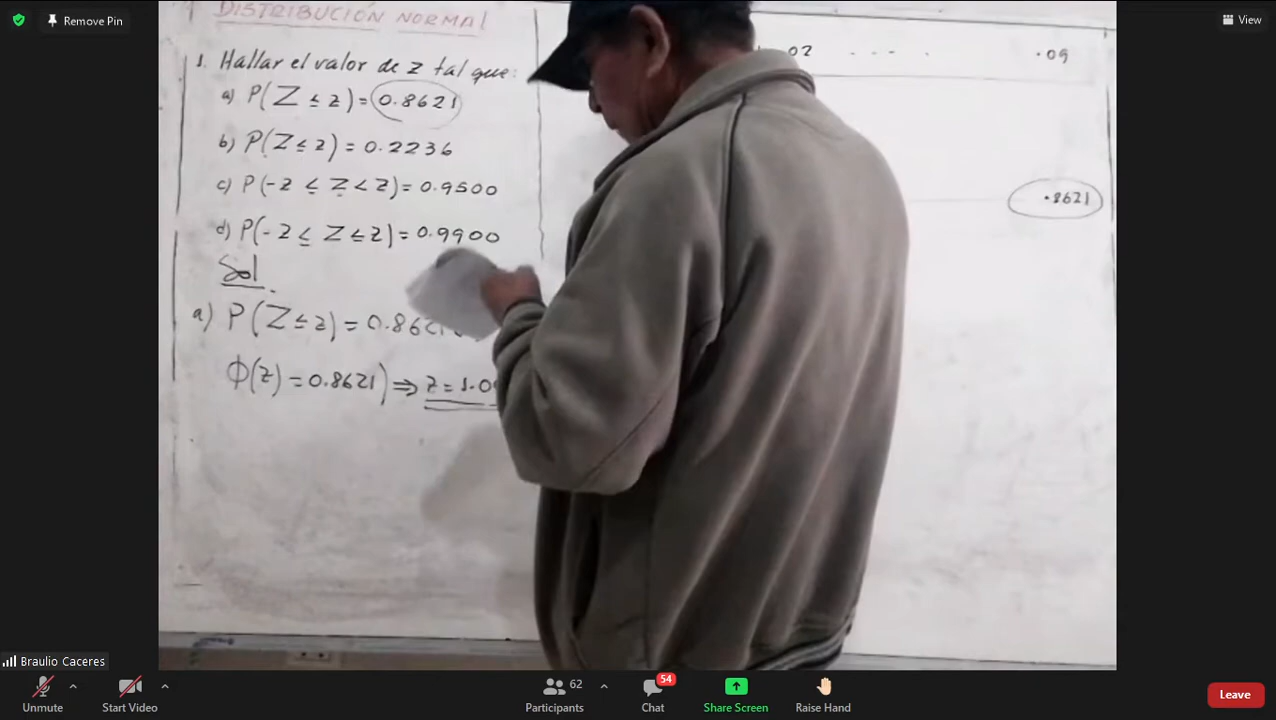 Remove Pin
View
DISTRIBUCIÓN NORMAL
1. Hallar el valor de z tal que:
a) P(Z ≤ z) = 0.8621
b) P(Z ≤ z) = 0.2236
c) P(-z ≤ Z < z) = 0.9500
d) P(-z ≤ Z ≤ z) = 0.9900
Sol
a) P(Z ≤ z) = 0.862
Φ(z) = 0.8621) ⇒ z = 1.0
.02 . . . . .09
.8621
Braulio Caceres
Unmute
Start Video
62
Participants
54
Chat
Share Screen
Raise Hand
Leave